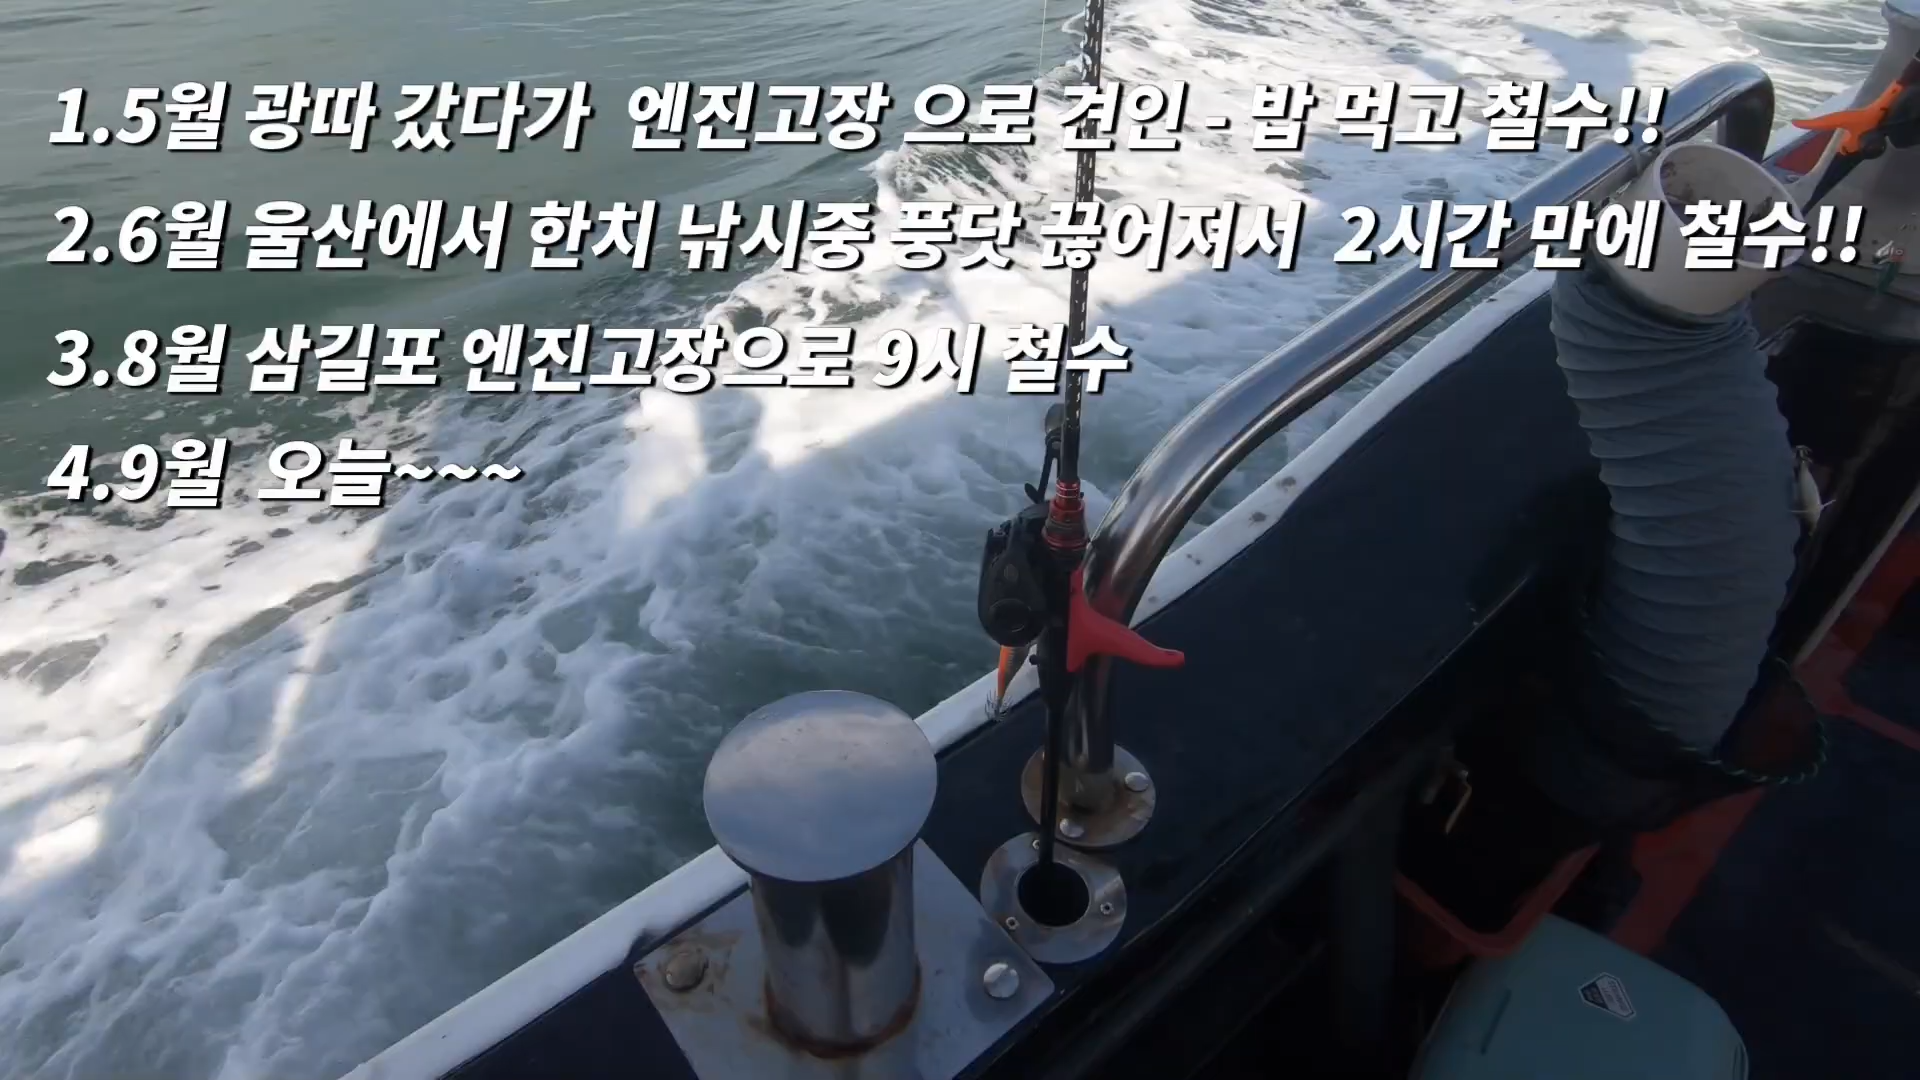 1.5월 광따 갔다가 엔진고장 으로 견인 - 밥 먹고 철수!!
2.6월 울산에서 한치 낚시중 풍닷 끊어져서 2시간 만에 철수!!
3.8월 삼길포 엔진고장으로 9시 철수
4.9월 오늘~~~